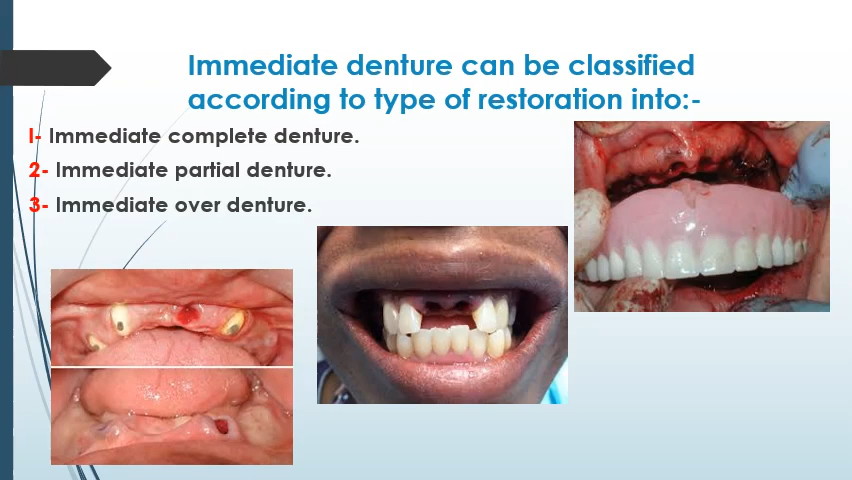 Immediate denture can be classified
according to type of restoration into:-
1- Immediate complete denture.
2- Immediate partial denture.
3- Immediate over denture.